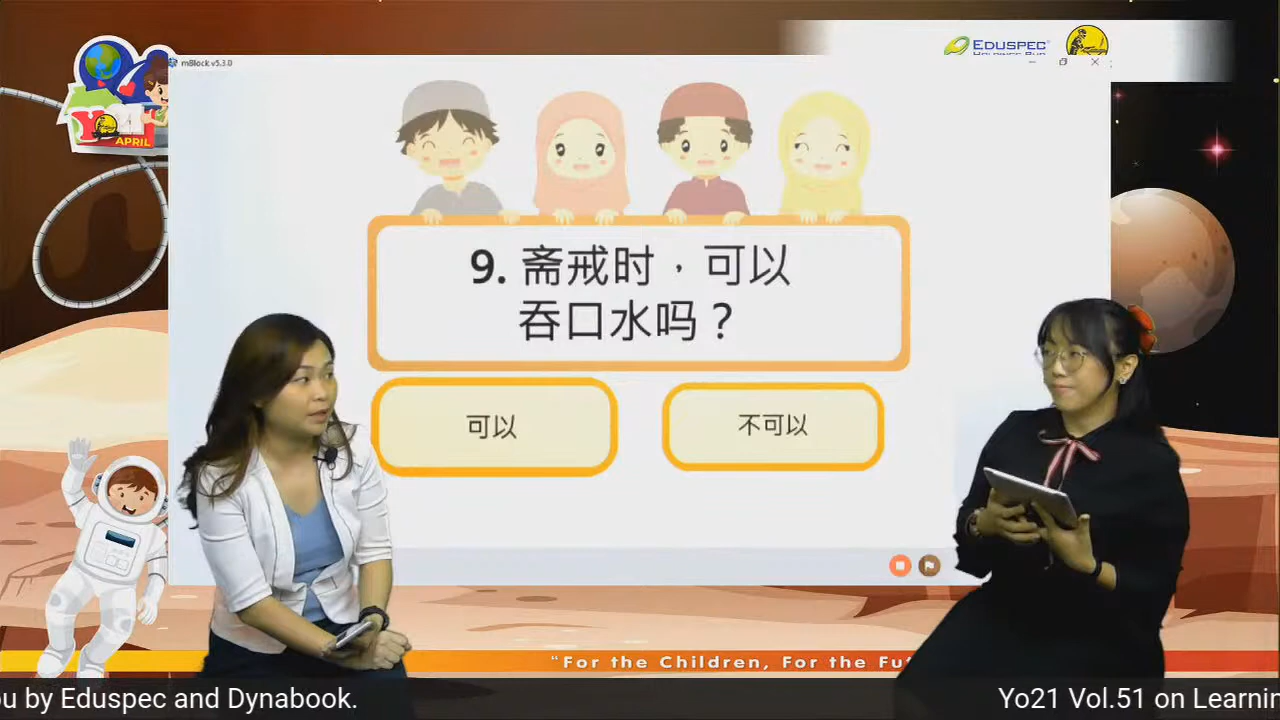 EDUSPEC
mBlock v5.3.0
APRIL
9. 斋戒时，可以
吞口水吗？
可以
不可以
"For the Children, For the Fu
ou by Eduspec and Dynabook.
Yo21 Vol.51 on Learnin